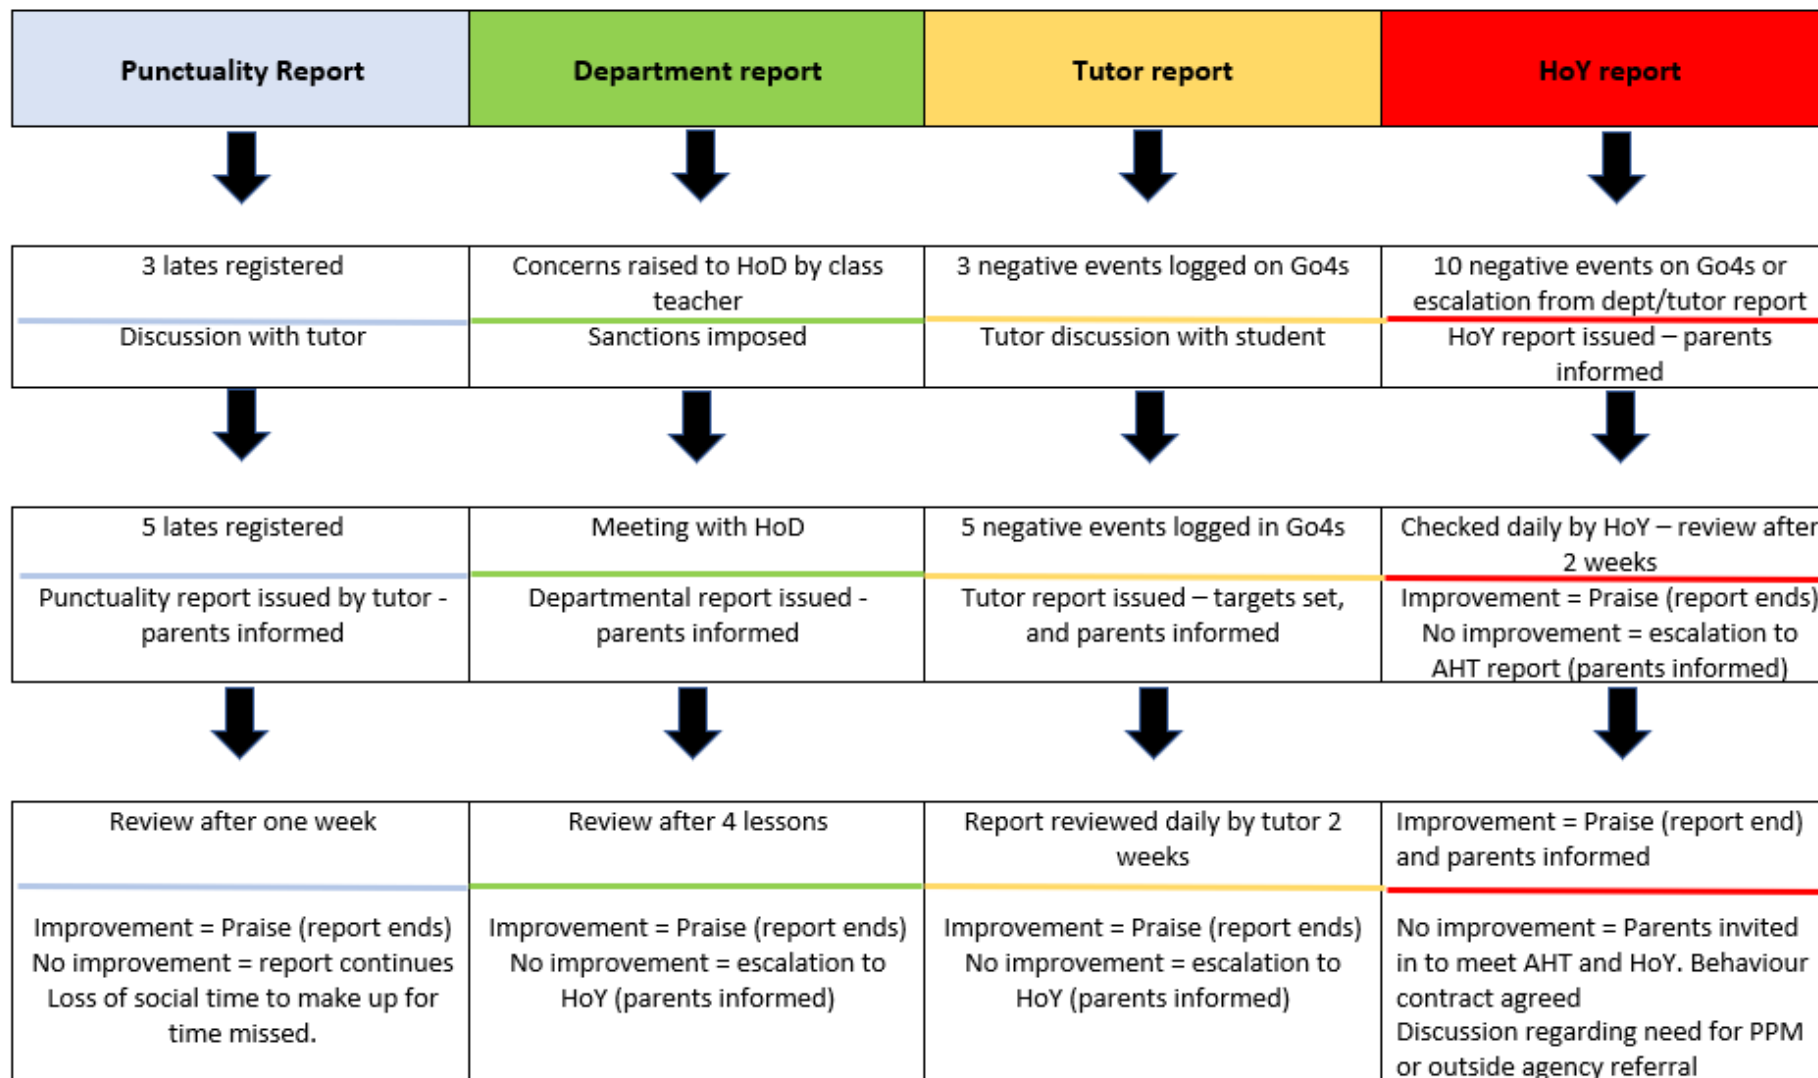 Punctuality Report
Department report
Tutor report
HoY report
3 lates registered
Discussion with tutor
Concerns raised to HoD by class
teacher
Sanctions imposed
3 negative events logged on Go4s
Tutor discussion with student
10 negative events on Go4s or
escalation from dept/tutor report
HoY report issued – parents
informed
5 lates registered
Punctuality report issued by tutor -
parents informed
Meeting with HoD
Departmental report issued -
parents informed
5 negative events logged in Go4s
Tutor report issued – targets set,
and parents informed
Checked daily by HoY – review after
2 weeks
Improvement = Praise (report ends)
No improvement = escalation to
AHT report (parents informed)
Review after one week
Improvement = Praise (report ends)
No improvement = report continues
Loss of social time to make up for
time missed.
Review after 4 lessons
Improvement = Praise (report ends)
No improvement = escalation to
HoY (parents informed)
Report reviewed daily by tutor 2
weeks
Improvement = Praise (report ends)
No improvement = escalation to
HoY (parents informed)
Improvement = Praise (report end)
and parents informed
No improvement = Parents invited
in to meet AHT and HoY. Behaviour
contract agreed
Discussion regarding need for PPM
or outside agency referral